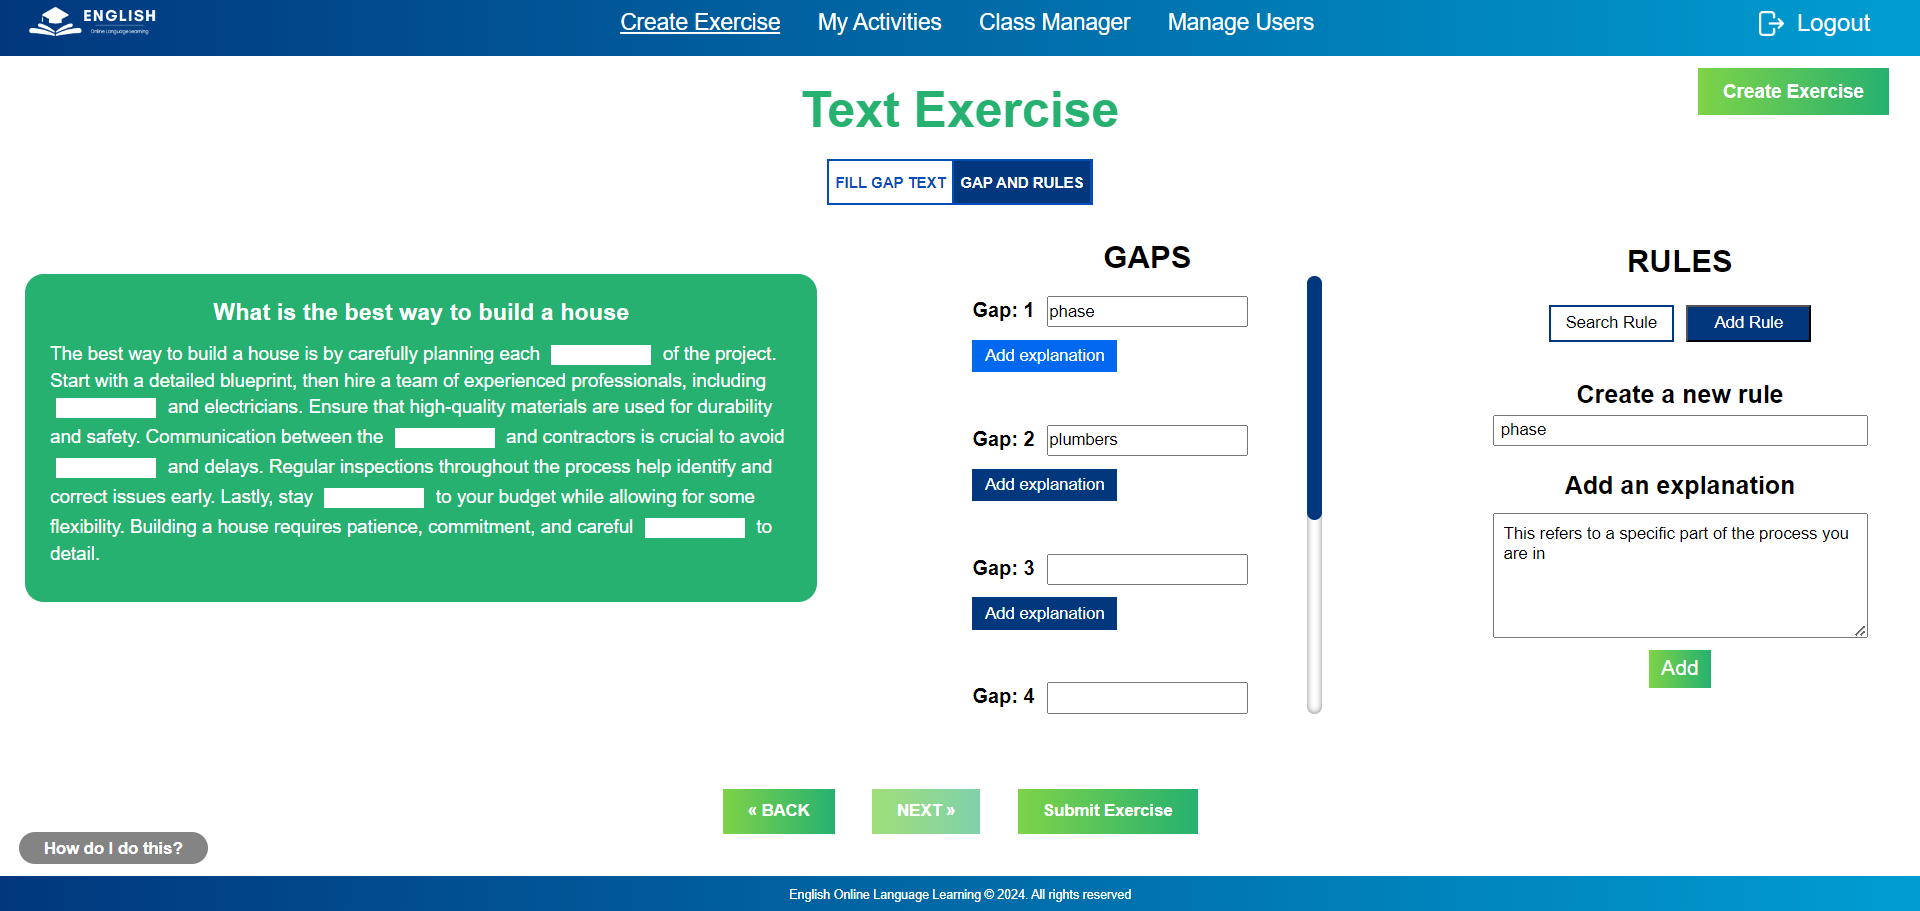 ENGLISH
Online Language Learning
Create Exercise
My Activities
Class Manager
Manage Users
Logout
Create Exercise
Text Exercise
FILL GAP TEXT
GAP AND RULES
What is the best way to build a house
The best way to build a house is by carefully planning each of the project.
Start with a detailed blueprint, then hire a team of experienced professionals, including
and electricians. Ensure that high-quality materials are used for durability
and safety. Communication between the and contractors is crucial to avoid
and delays. Regular inspections throughout the process help identify and
correct issues early. Lastly, stay to your budget while allowing for some
flexibility. Building a house requires patience, commitment, and careful to
detail.
GAPS
Gap: 1 phase
Add explanation
Gap: 2 plumbers
Add explanation
Gap: 3
Add explanation
Gap: 4
RULES
Search Rule
Add Rule
Create a new rule
phase
Add an explanation
This refers to a specific part of the process you
are in
Add
« BACK
NEXT »
Submit Exercise
How do I do this?
English Online Language Learning © 2024. All rights reserved